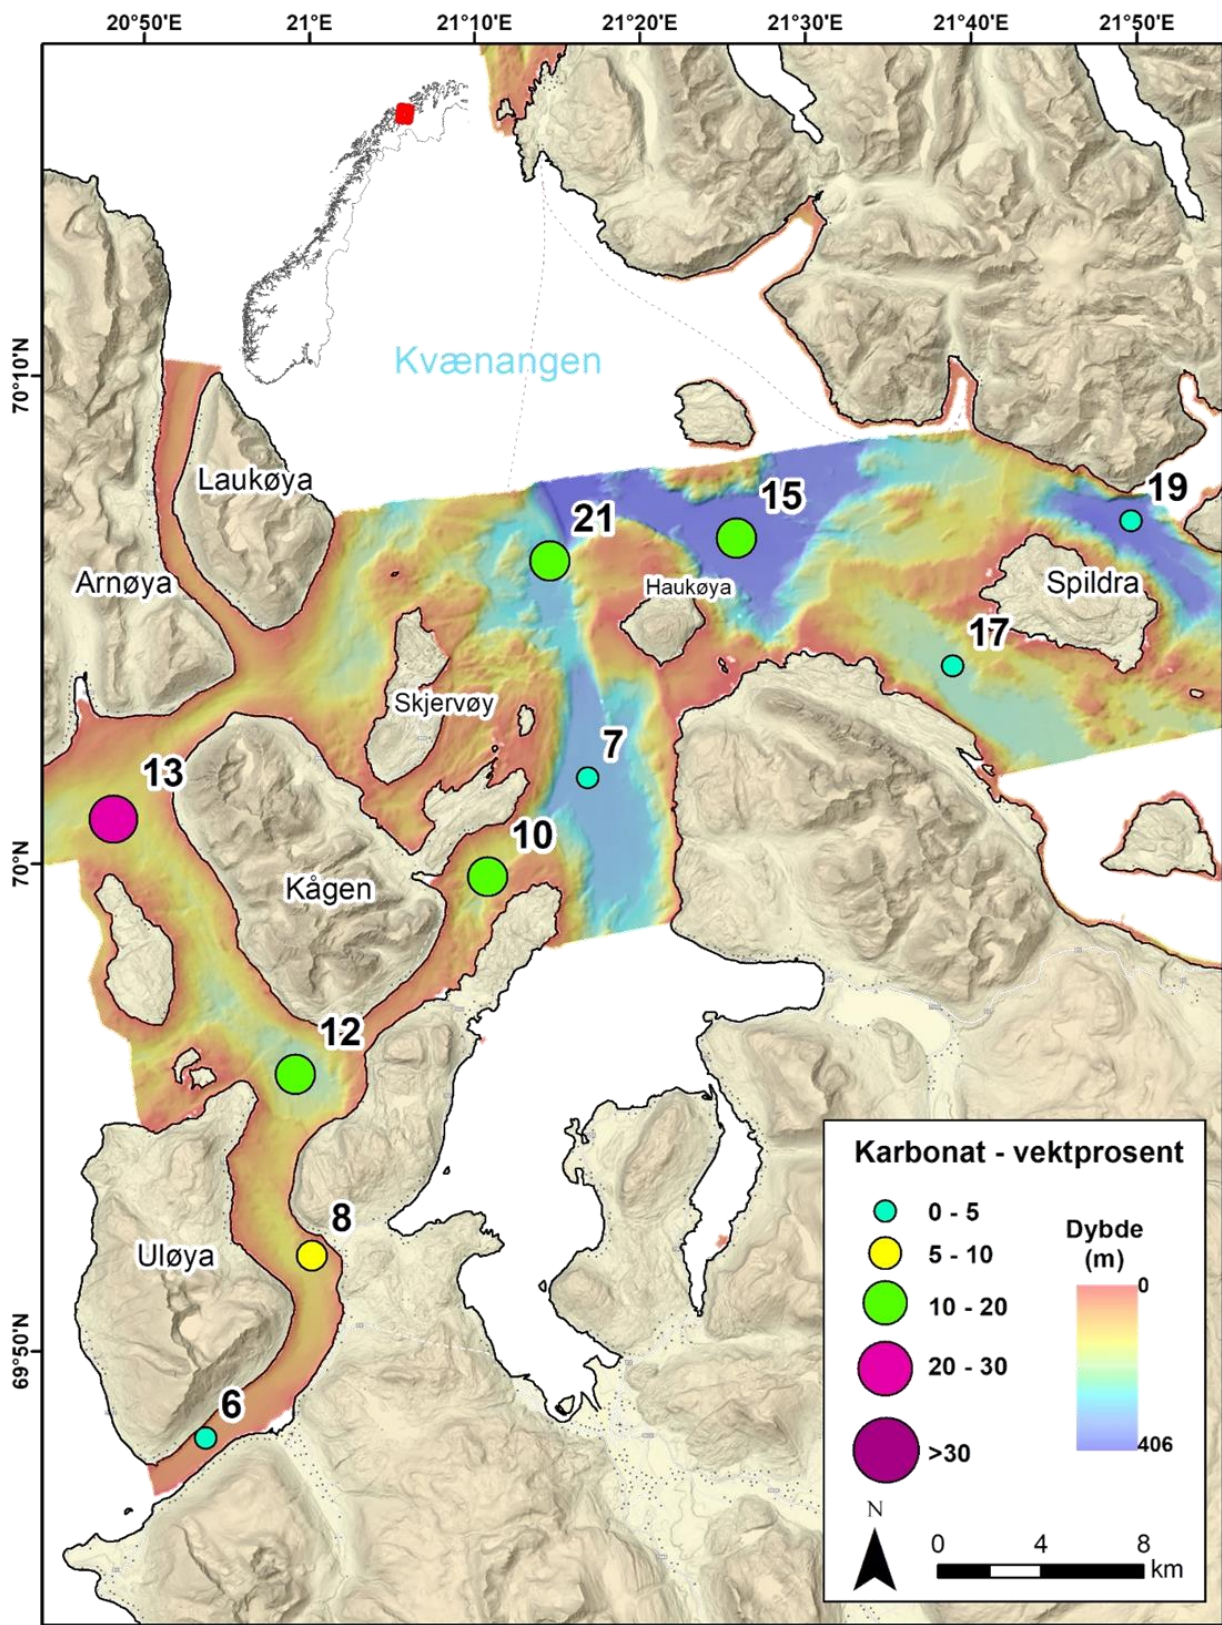 20°50'E 21°E 21°10'E 21°20'E 21°30'E 21°40'E 21°50'E
70°10'N
Kvænangen
Laukøya
15
19
21
Arnøya
Haukøya
Spildra
17
Skjervøy
7
13
10
70°N
Kågen
12
8
Uløya
69°50'N
6
Karbonat - vektprosent
0 - 5
5 - 10
10 - 20
20 - 30
>30
Dybde
(m)
0
406
N
0 4 8
km